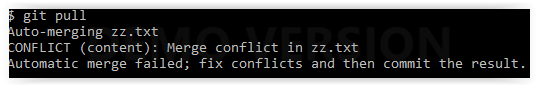 $ git pull
Auto-merging zz.txt
CONFLICT (content): Merge conflict in zz.txt
Automatic merge failed; fix conflicts and then commit the result.